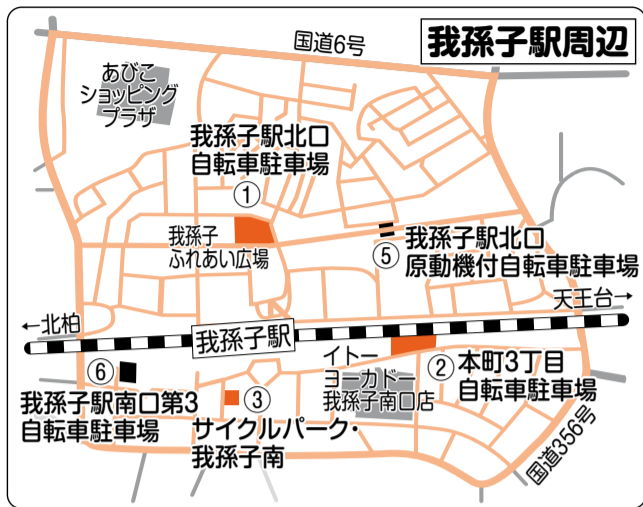 我孫子駅周辺
国道6号
あびこ
ショッピング
プラザ
我孫子駅北口
自転車駐車場
①
我孫子
ふれあい広場
⑤
我孫子駅北口
原動機付自転車駐車場
天王台→
←北柏
我孫子駅
⑥
我孫子駅南口第3
自転車駐車場
③
サイクルパーク・
我孫子南
イトー
ヨーカドー
我孫子南口店
②
本町3丁目
自転車駐車場
国道356号